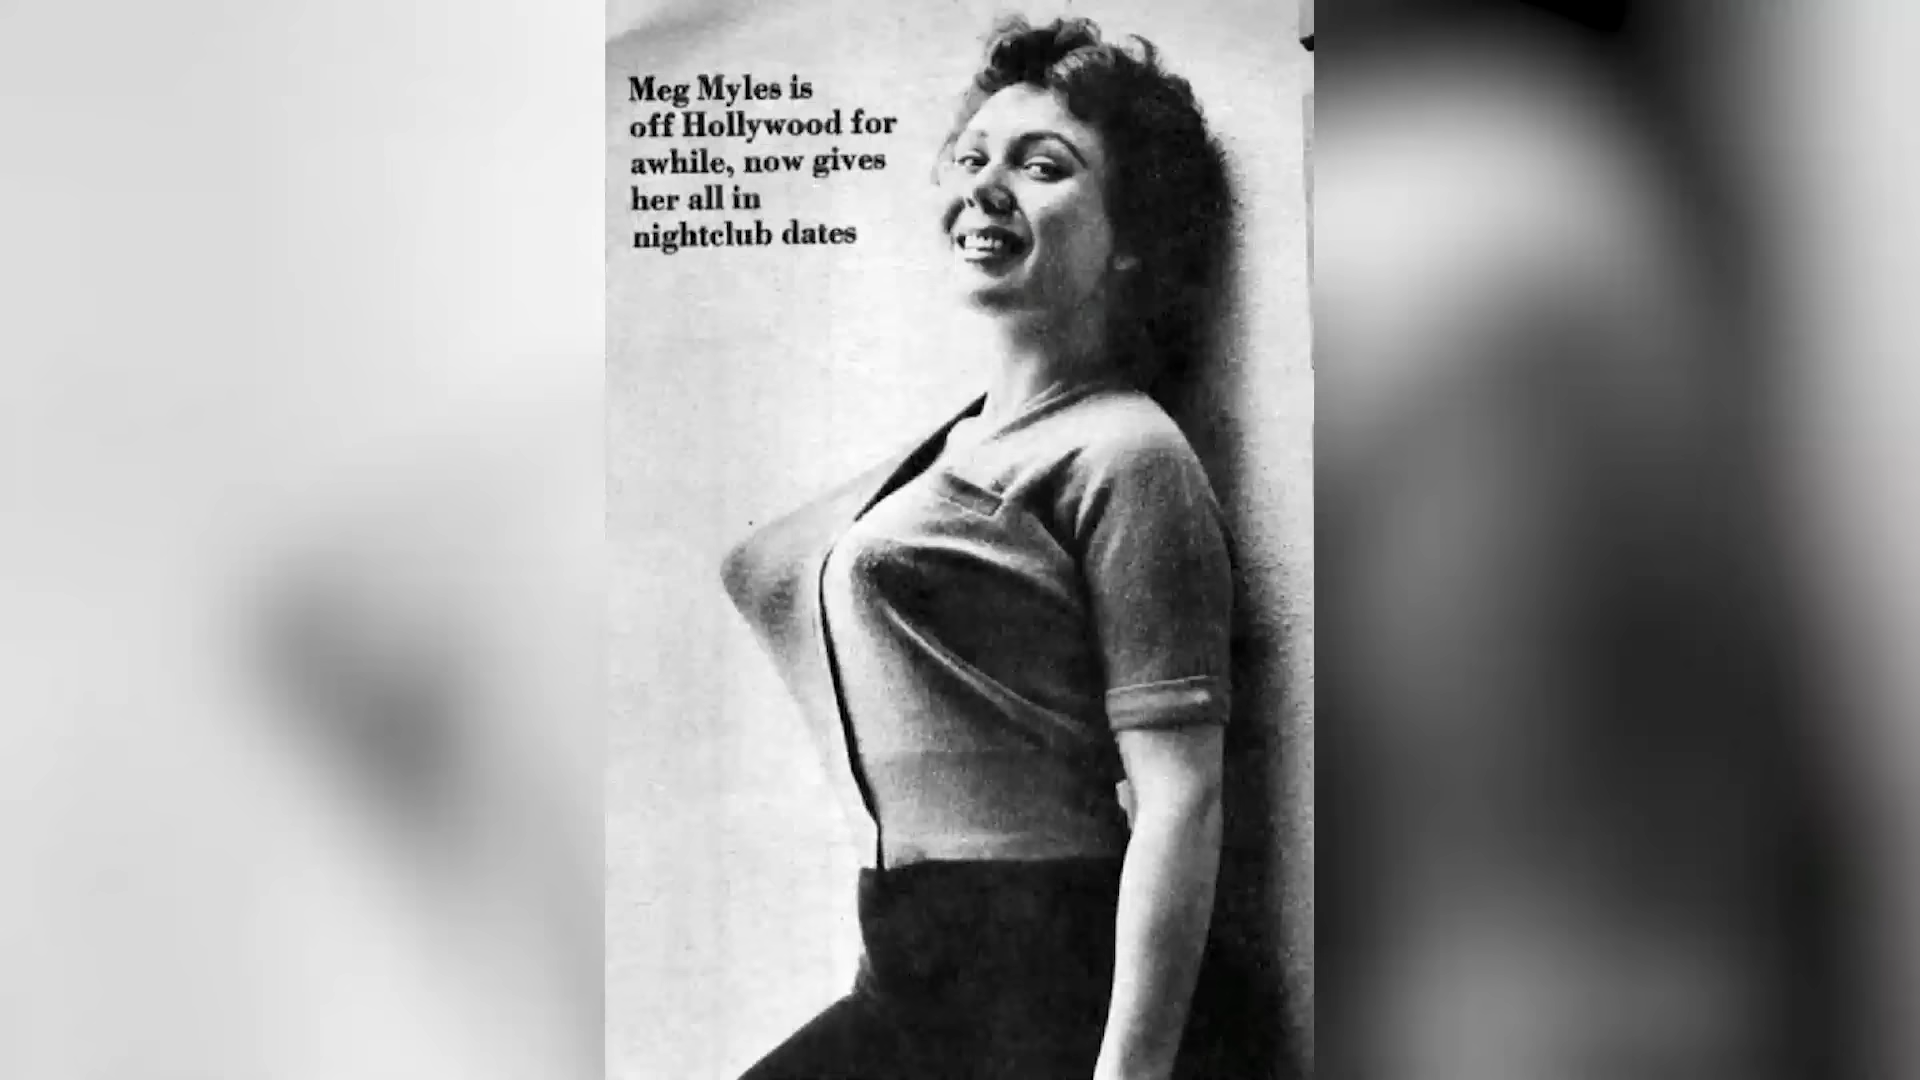 Meg Myles is
off Hollywood for
awhile, now gives
her all in
nightclub dates